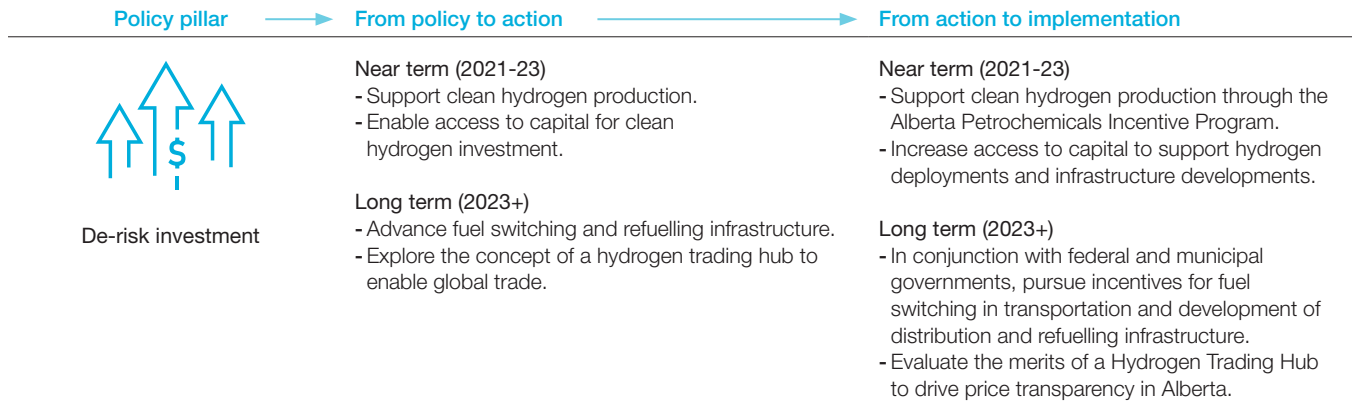 Policy pillar
From policy to action
From action to implementation
$
De-risk investment
Near term (2021-23)
- Support clean hydrogen production.
- Enable access to capital for clean
hydrogen investment.
Long term (2023+)
- Advance fuel switching and refuelling infrastructure.
- Explore the concept of a hydrogen trading hub to
enable global trade.
Near term (2021-23)
- Support clean hydrogen production through the
Alberta Petrochemicals Incentive Program.
- Increase access to capital to support hydrogen
deployments and infrastructure developments.
Long term (2023+)
- In conjunction with federal and municipal
governments, pursue incentives for fuel
switching in transportation and development of
distribution and refuelling infrastructure.
- Evaluate the merits of a Hydrogen Trading Hub
to drive price transparency in Alberta.